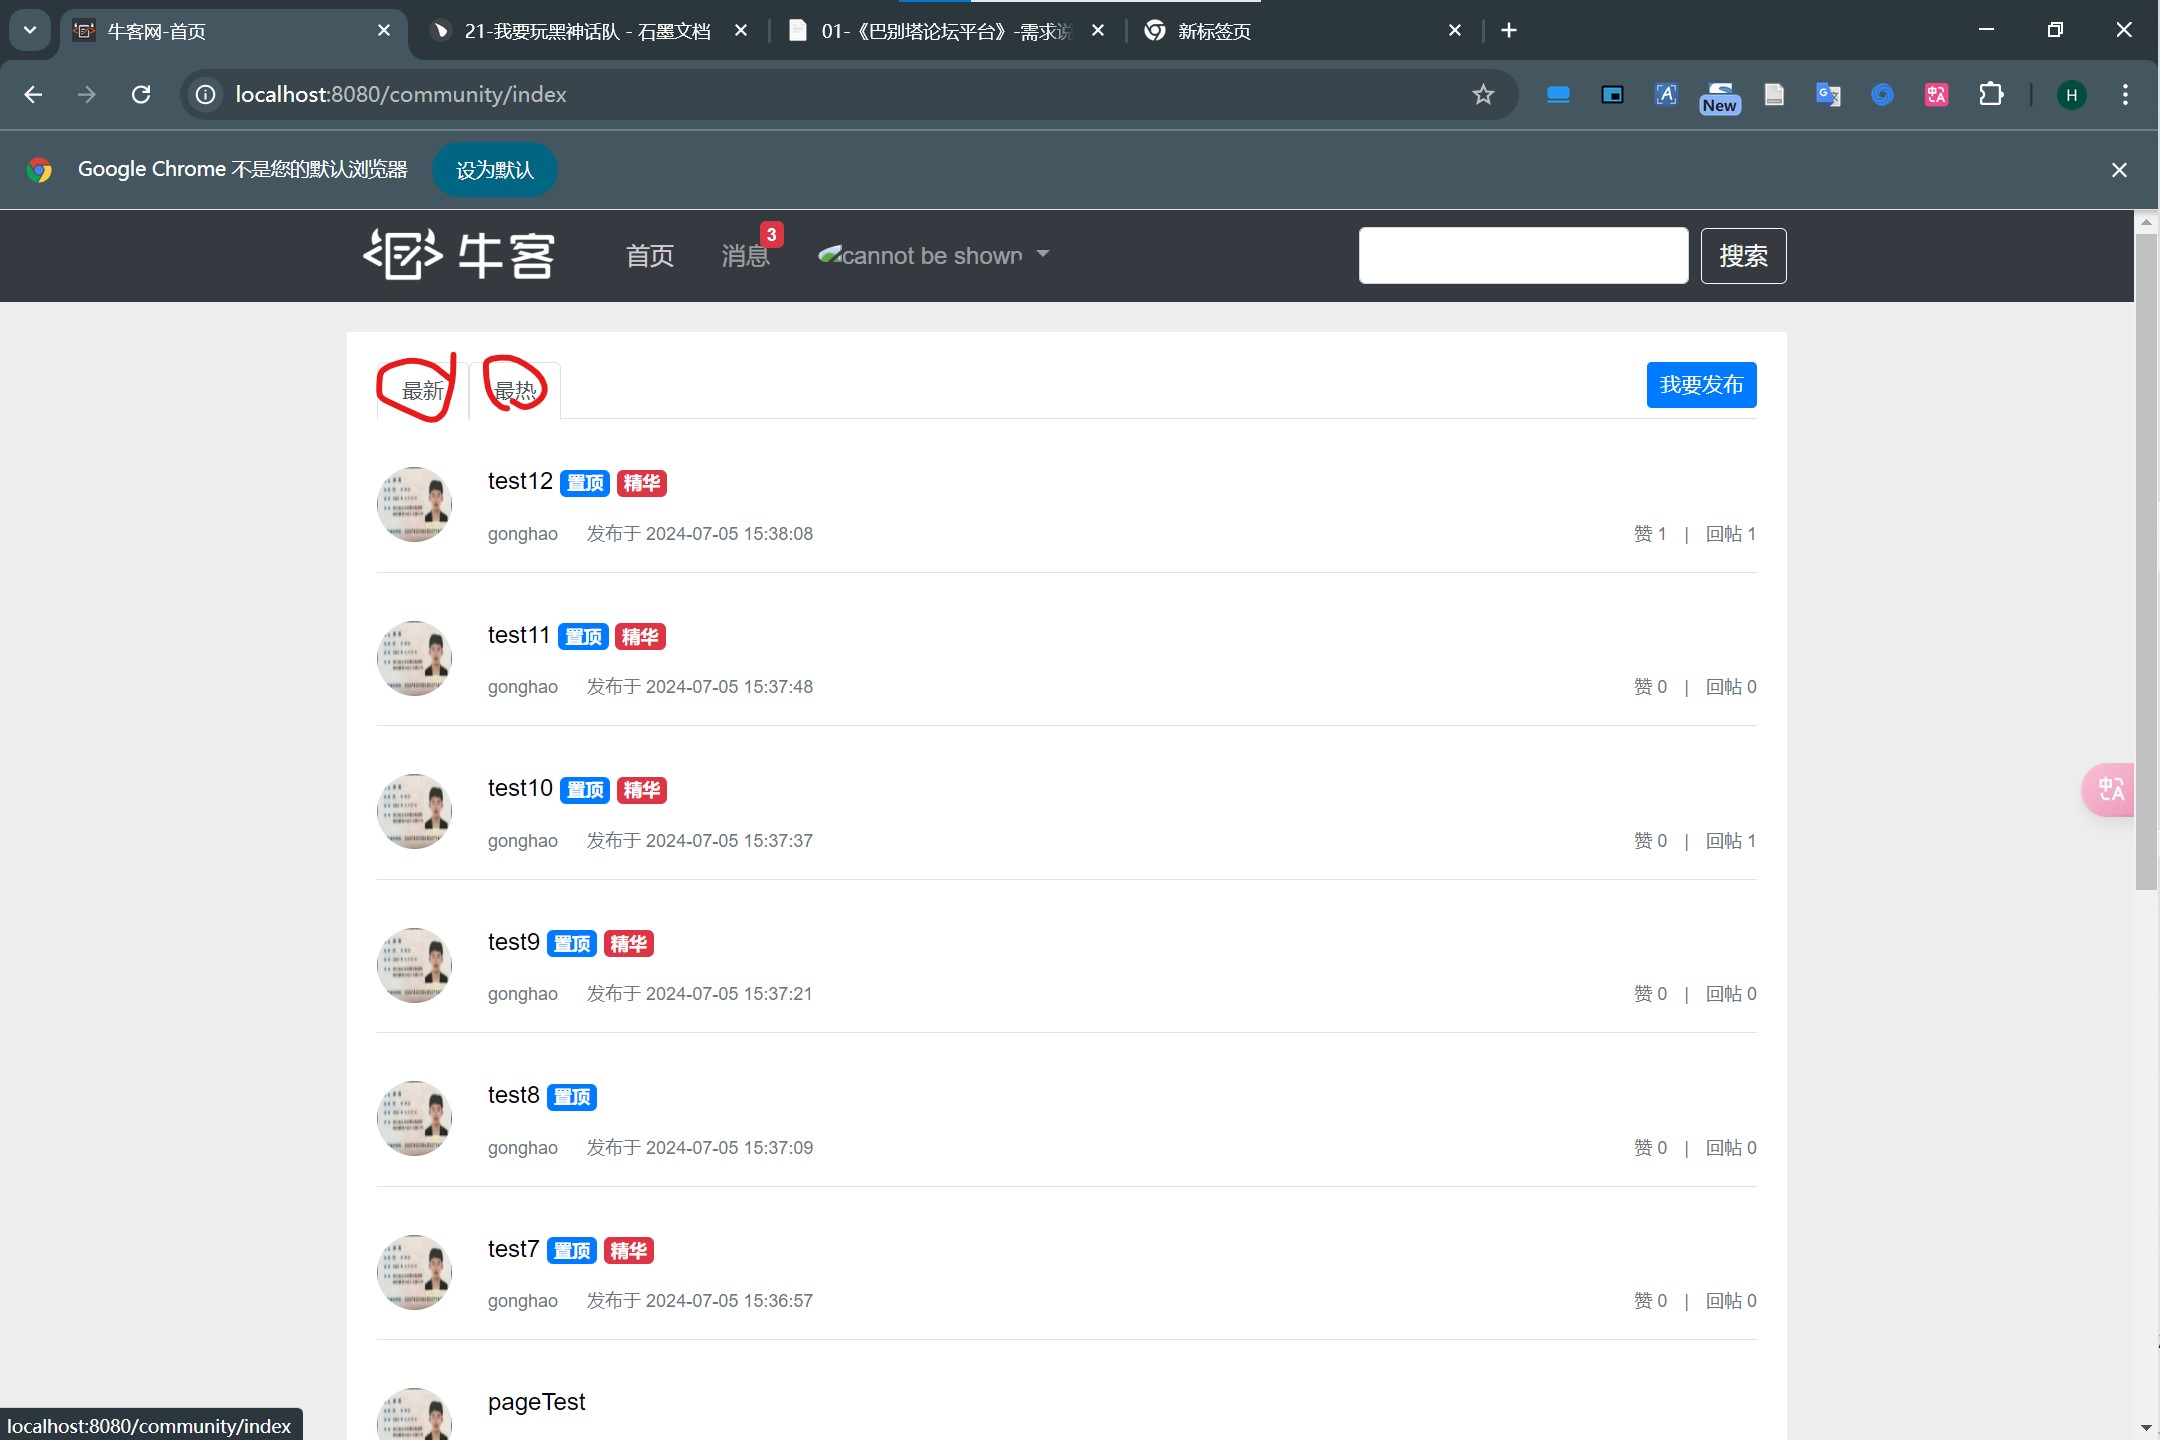 牛客网-首页
21-我要玩黑神话队 - 石墨文档
01-《巴别塔论坛平台》-需求说
新标签页
localhost:8080/community/index
New
H
Google Chrome 不是您的默认浏览器
设为默认
牛客
首页
消息
3
cannot be shown
搜索
最新
最热
我要发布
test12 置顶 精华
gonghao 发布于 2024-07-05 15:38:08 赞 1 | 回帖 1
test11 置顶 精华
gonghao 发布于 2024-07-05 15:37:48 赞 0 | 回帖 0
test10 置顶 精华
gonghao 发布于 2024-07-05 15:37:37 赞 0 | 回帖 1
test9 置顶 精华
gonghao 发布于 2024-07-05 15:37:21 赞 0 | 回帖 0
test8 置顶
gonghao 发布于 2024-07-05 15:37:09 赞 0 | 回帖 0
test7 置顶 精华
gonghao 发布于 2024-07-05 15:36:57 赞 0 | 回帖 0
pageTest
localhost:8080/community/index